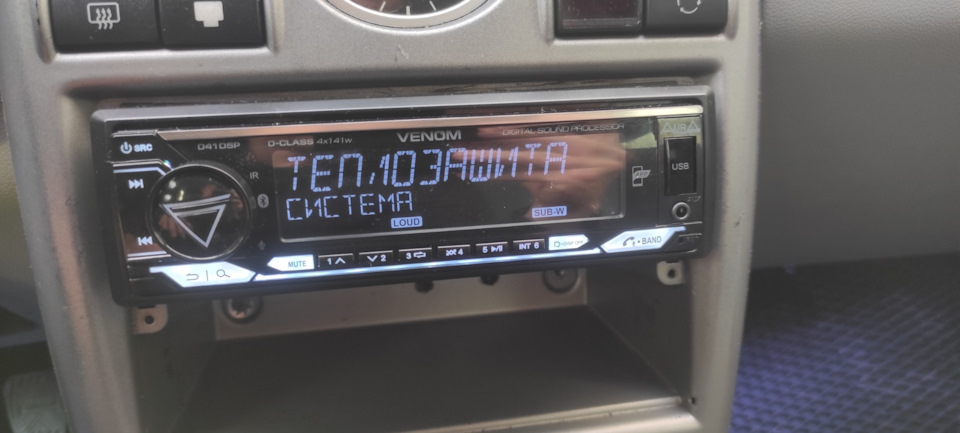 SRC
D4105P
D-CLASS 4x141w
VENOM
DIGITAL SOUND PROCESSOR
IR
USB
ТЕПЛОЗАЩИТА
СИСТЕМА
LOUD
SUB-W
MUTE
1
2
3
4
5
INT 6
BAND